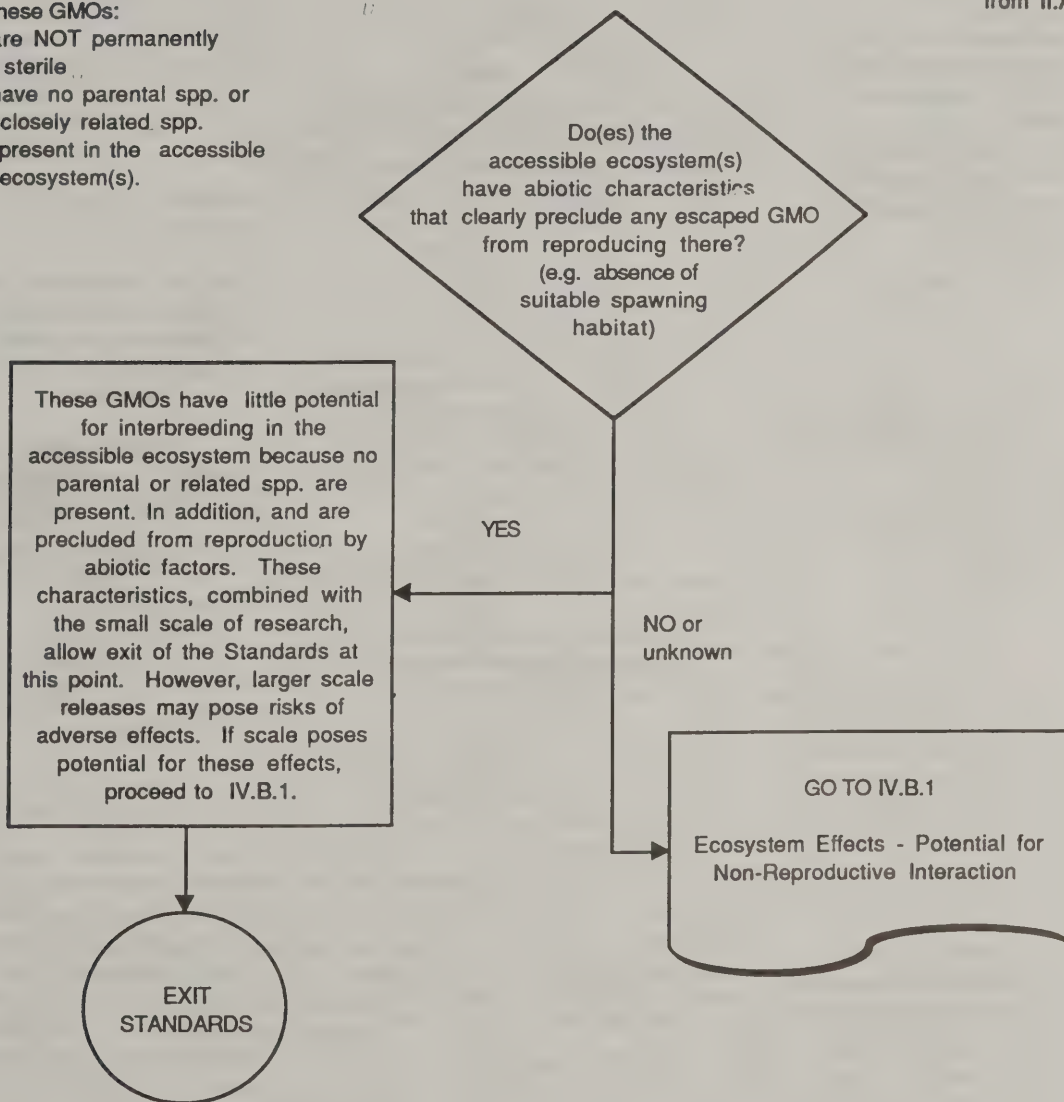 hese GMOs:
are NOT permanently
sterile
have no parental spp. or
closely related spp.
present in the accessible
ecosystem(s).
from II.
Do(es) the
accessible ecosystem(s)
have abiotic characteristics
that clearly preclude any escaped GMO
from reproducing there?
(e.g. absence of
suitable spawning
habitat)
These GMOs have little potential
for interbreeding in the
accessible ecosystem because no
parental or related spp. are
present. In addition, and are
precluded from reproduction by
abiotic factors. These
characteristics, combined with
the small scale of research,
allow exit of the Standards at
this point. However, larger scale
releases may pose risks of
adverse effects. If scale poses
potential for these effects,
proceed to IV.B.1.
YES
NO or
unknown
GO TO IV.B.1
Ecosystem Effects - Potential for
Non-Reproductive Interaction
EXIT
STANDARDS